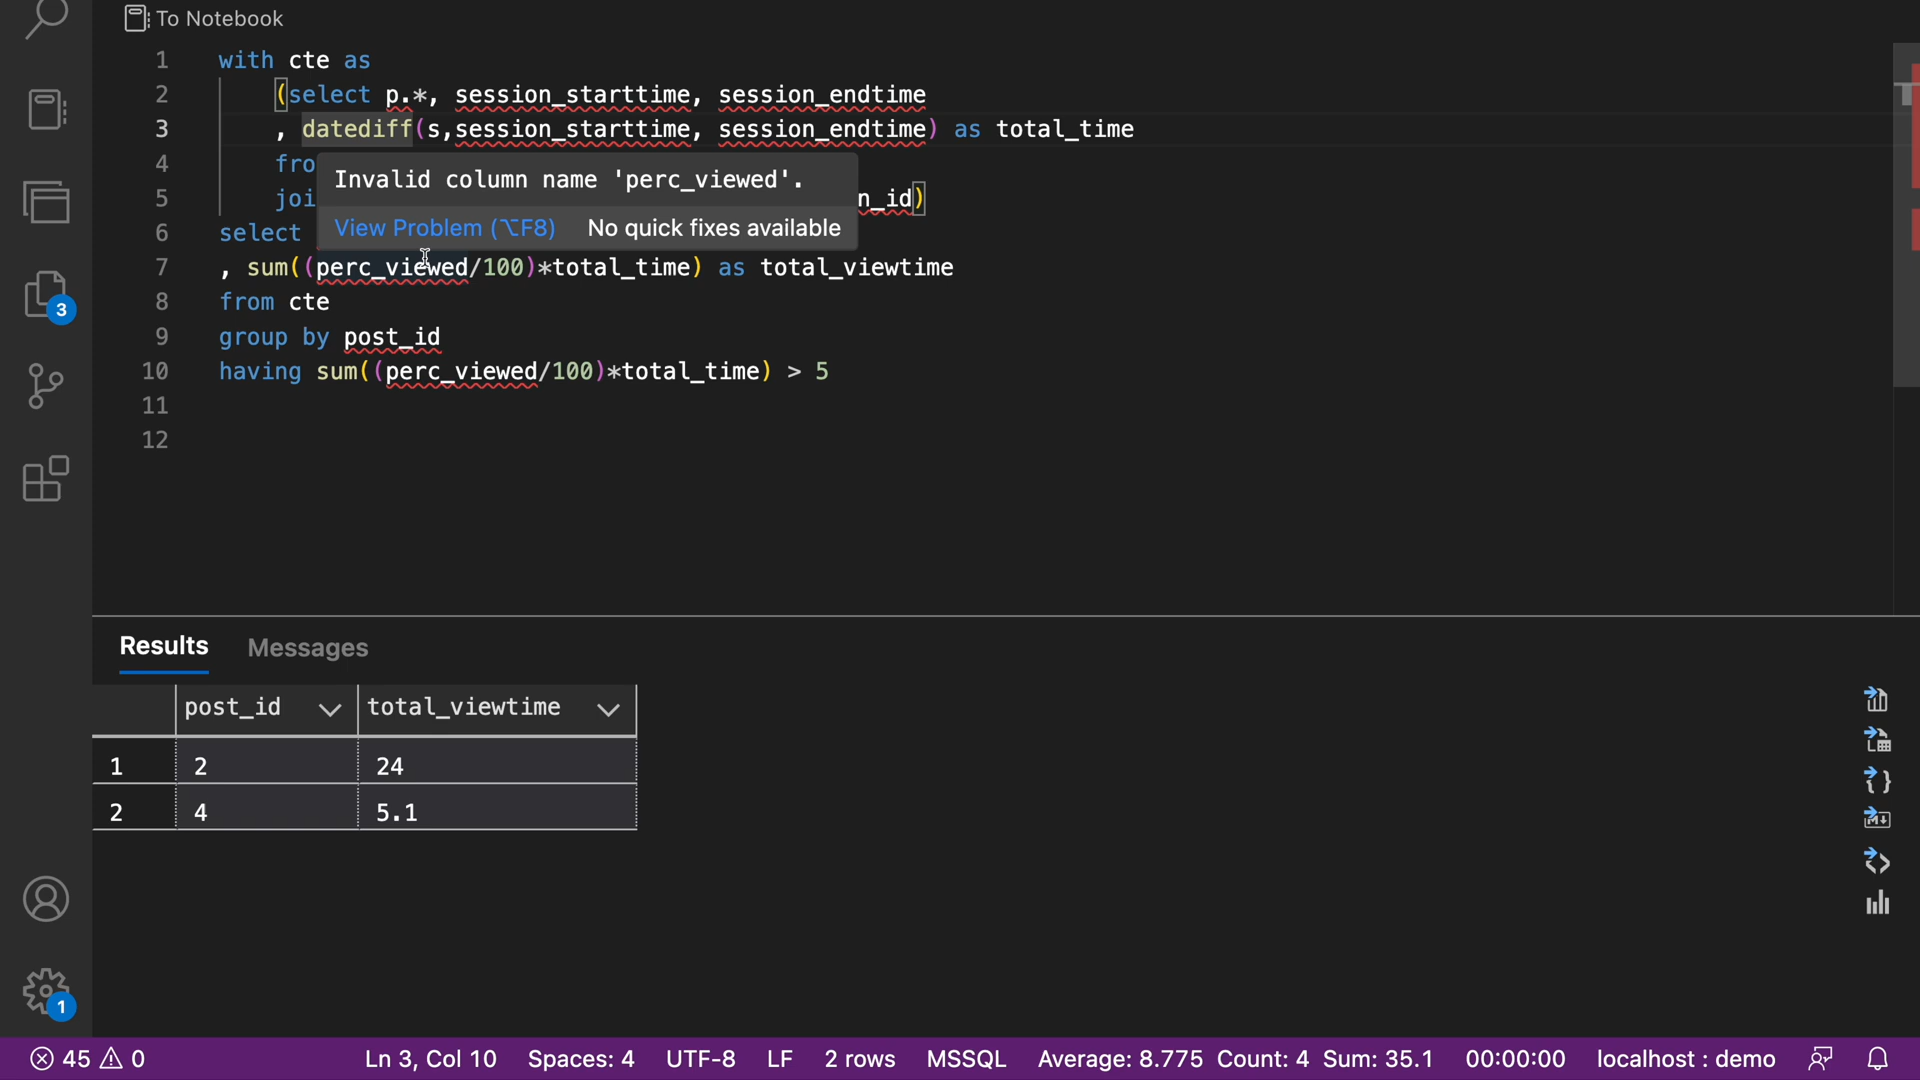 To Notebook
1 with cte as
2 (select p.*, session_starttime, session_endtime
3 , datediff(s,session_starttime, session_endtime) as total_time
4 fro
Invalid column name 'perc_viewed'.
5 joi n_id)
View Problem (⌥F8) No quick fixes available
6 select
7 , sum((perc_viewed/100)*total_time) as total_viewtime
8 from cte
9 group by post_id
10 having sum((perc_viewed/100)*total_time) > 5
11
12
3
Results Messages
post_id total_viewtime
1 2 24
2 4 5.1
1
45 0 Ln 3, Col 10 Spaces: 4 UTF-8 LF 2 rows MSSQL Average: 8.775 Count: 4 Sum: 35.1 00:00:00 localhost : demo